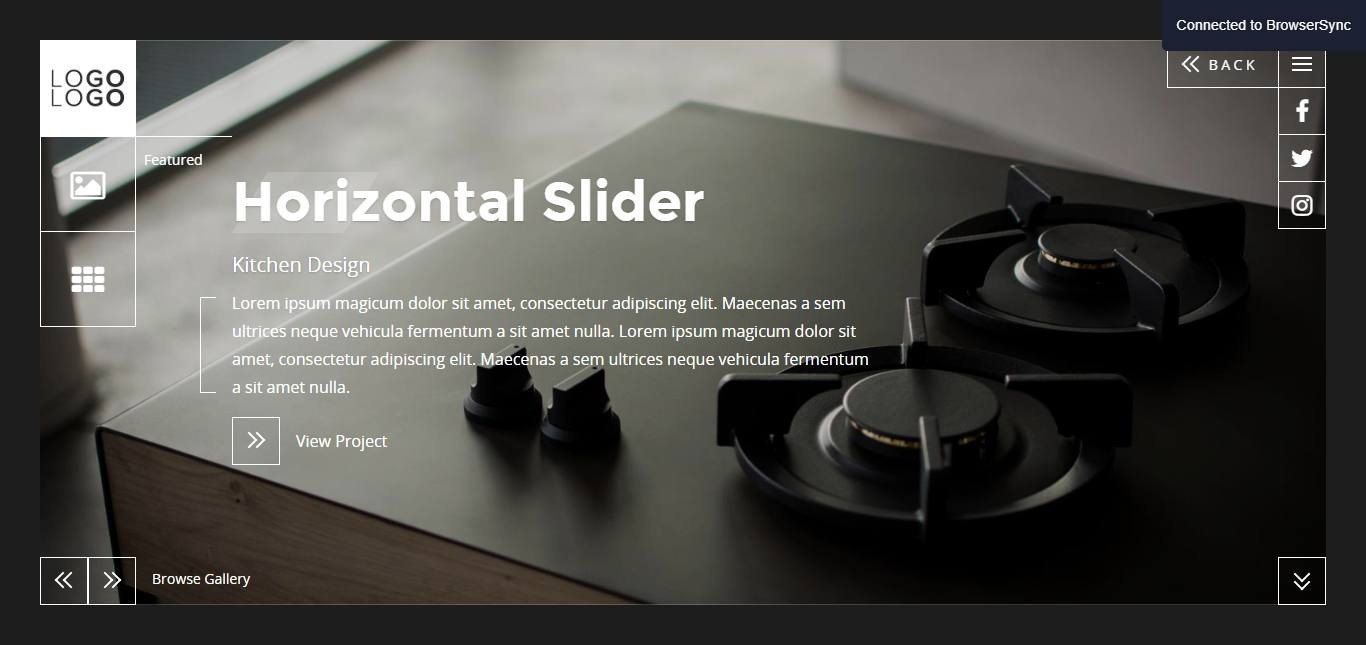 Connected to BrowserSync
LOGO
LOGO
BACK
Featured
Horizontal Slider
Kitchen Design
Lorem ipsum magicum dolor sit amet, consectetur adipiscing elit. Maecenas a sem
ultrices neque vehicula fermentum a sit amet nulla. Lorem ipsum magicum dolor sit
amet, consectetur adipiscing elit. Maecenas a sem ultrices neque vehicula fermentum
a sit amet nulla.
View Project
Browse Gallery